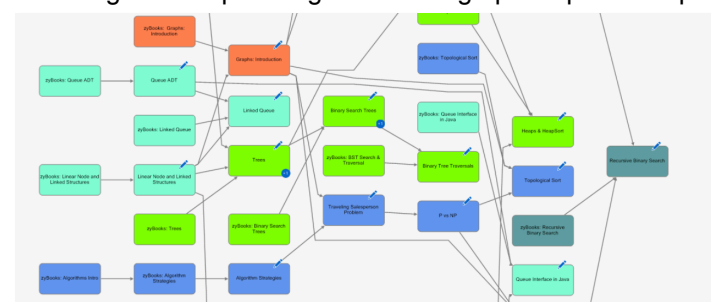 zyBooks: Graphs:
Introduction
zyBooks: Topological Sort
Graphs: Introduction
zyBooks: Queue ADT
Queue ADT
Linked Queue
Binary Search Trees
zyBooks: Queue Interface
in Java
zyBooks: Linked Queue
Heaps & HeapSort
Trees
+1
+1
zyBooks: BST Search &
Traversal
Binary Tree Traversals
Recursive Binary Search
zyBooks: Linear Node and
Linked Structures
Linear Node and Linked
Structures
Topological Sort
Traveling Salesperson
Problem
P vs NP
zyBooks: Trees
zyBooks: Binary Search
Trees
zyBooks: Recursive
Binary Search
zyBooks: Algorithms Intro
zyBooks: Algorithm
Strategies
Algorithm Strategies
Queue Interface in Java